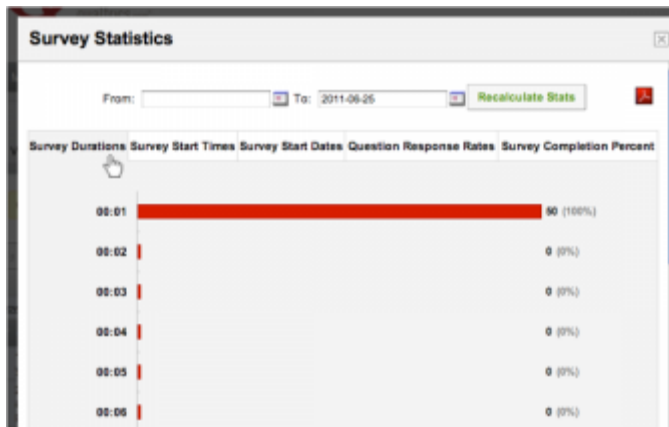 Survey Statistics
From: To: 2011-06-25 Recalculate Stats
Survey Durations Survey Start Times Survey Start Dates Question Response Rates Survey Completion Percent
00:01 50 (100%)
00:02 0 (0%)
00:03 0 (0%)
00:04 0 (0%)
00:05 0 (0%)
00:06 0 (0%)